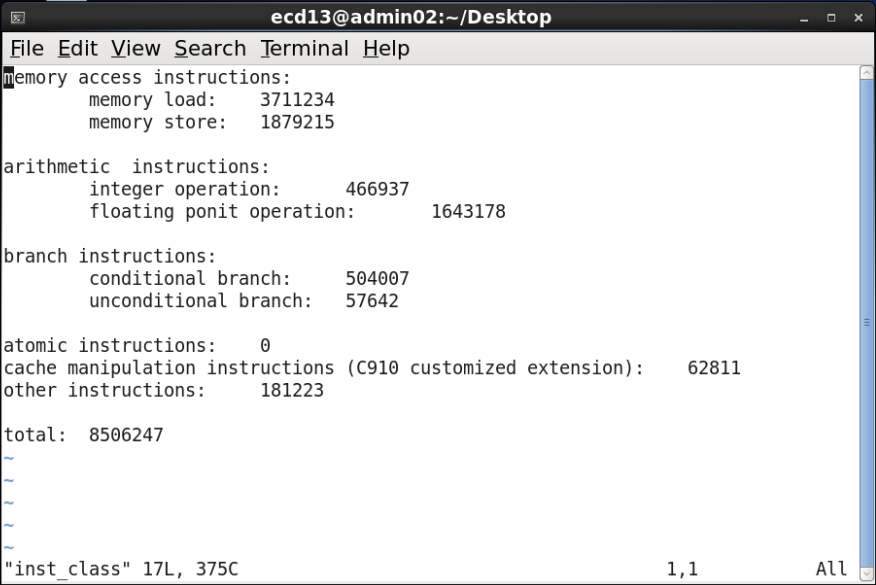 ecd13@admin02:~/Desktop
File Edit View Search Terminal Help
memory access instructions:
memory load: 3711234
memory store: 1879215
arithmetic instructions:
integer operation: 466937
floating ponit operation: 1643178
branch instructions:
conditional branch: 504007
unconditional branch: 57642
atomic instructions: 0
cache manipulation instructions (C910 customized extension): 62811
other instructions: 181223
total: 8506247
~
~
~
~
~
"inst_class" 17L, 375C 1,1 All